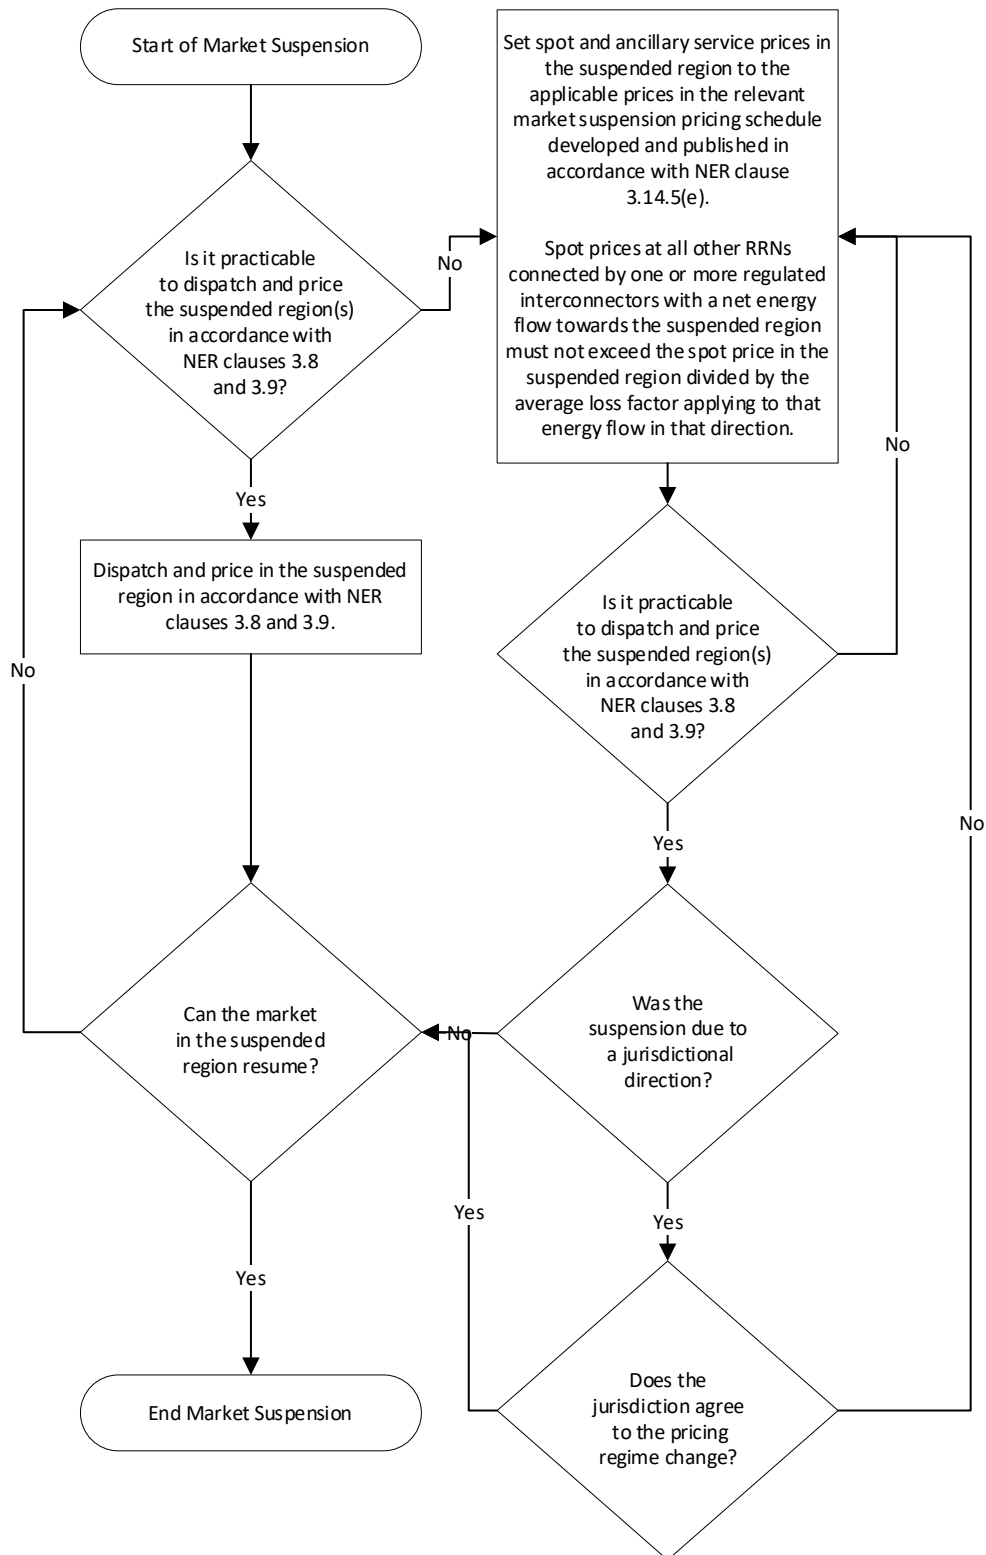 Start of Market Suspension
Is it practicable
to dispatch and price
the suspended region(s)
in accordance with
NER clauses 3.8
and 3.9?
No
Yes
Set spot and ancillary service prices in
the suspended region to the
applicable prices in the relevant
market suspension pricing schedule
developed and published in
accordance with NER clause
3.14.5(e).
Spot prices at all other RRNs
connected by one or more regulated
interconnectors with a net energy
flow towards the suspended region
must not exceed the spot price in the
suspended region divided by the
average loss factor applying to that
energy flow in that direction.
Dispatch and price in the suspended
region in accordance with NER
clauses 3.8 and 3.9.
No
Is it practicable
to dispatch and price
the suspended region(s)
in accordance with
NER clauses 3.8
and 3.9?
No
Yes
No
Can the market
in the suspended
region resume?
No
Was the
suspension due to
a jurisdictional
direction?
Yes
Yes
Yes
End Market Suspension
Does the
jurisdiction agree
to the pricing
regime change?